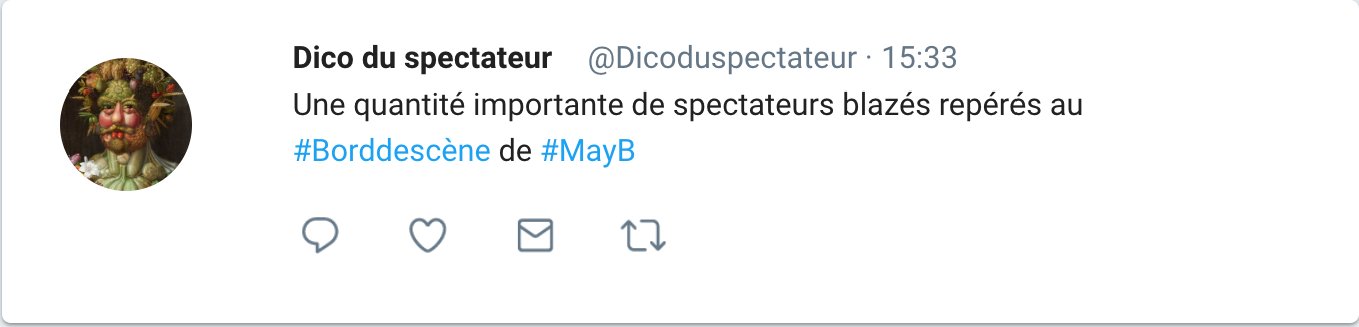 Dico du spectateur @Dicoduspectateur · 15:33
Une quantité importante de spectateurs blazés repérés au
#Borddescène de #MayB